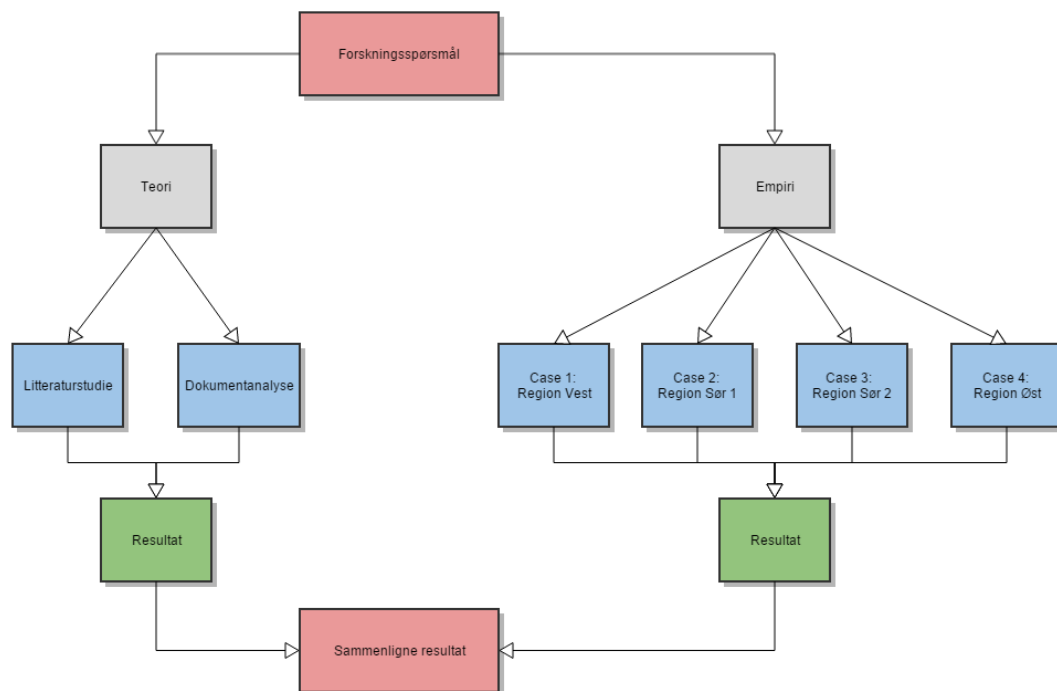 Forskningsspørsmål
Teori
Empiri
Litteraturstudie
Dokumentanalyse
Case 1:
Region Vest
Case 2:
Region Sør 1
Case 3:
Region Sør 2
Case 4:
Region Øst
Resultat
Resultat
Sammenligne resultat